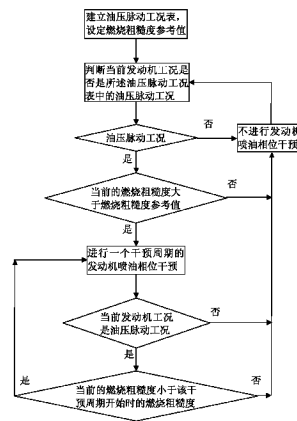 建立油压脉动工况表,
设定燃烧粗糙度参考值
判断当前发动机工况是
否是所述油压脉动工况
表中的油压脉动工况
否
不进行发动机
喷油相位干预
油压脉动工况
是
当前的燃烧粗糙度大
于燃烧粗糙度参考值
否
是
进行一个干预周期的
发动机喷油相位干预
当前发动机工况
是油压脉动工况
否
是
是
当前的燃烧粗糙度小于该干
预周期开始时的燃烧粗糙度
否